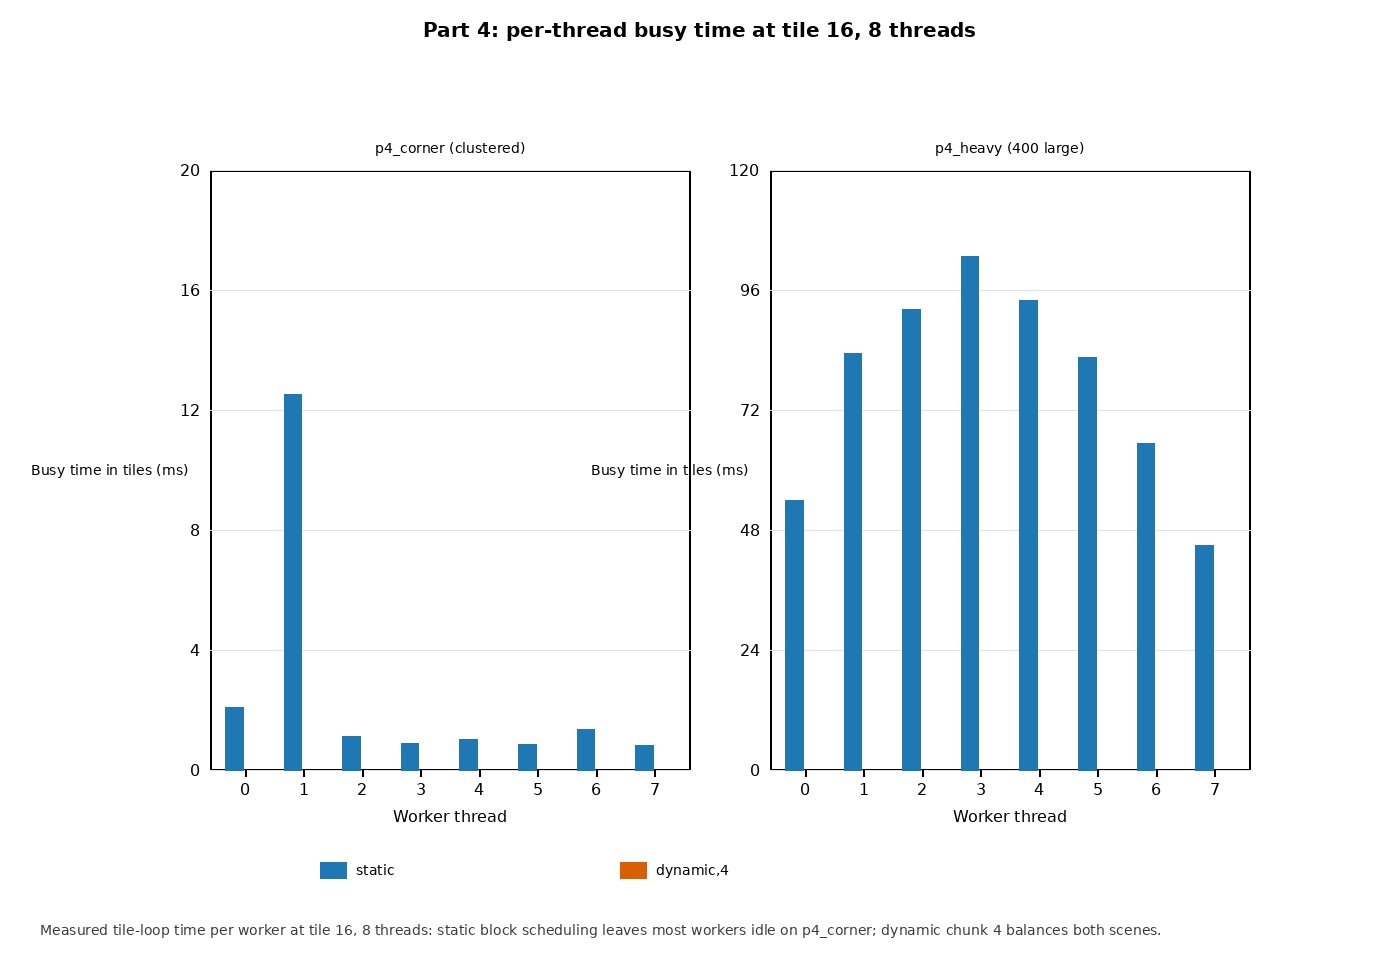 Part 4: per-thread busy time at tile 16, 8 threads
p4_corner (clustered)
20
16
12
8
4
0
Busy time in tiles (ms)
0 1 2 3 4 5 6 7
Worker thread
p4_heavy (400 large)
120
96
72
48
24
0
Busy time in tiles (ms)
0 1 2 3 4 5 6 7
Worker thread
static
dynamic,4
Measured tile-loop time per worker at tile 16, 8 threads: static block scheduling leaves most workers idle on p4_corner; dynamic chunk 4 balances both scenes.